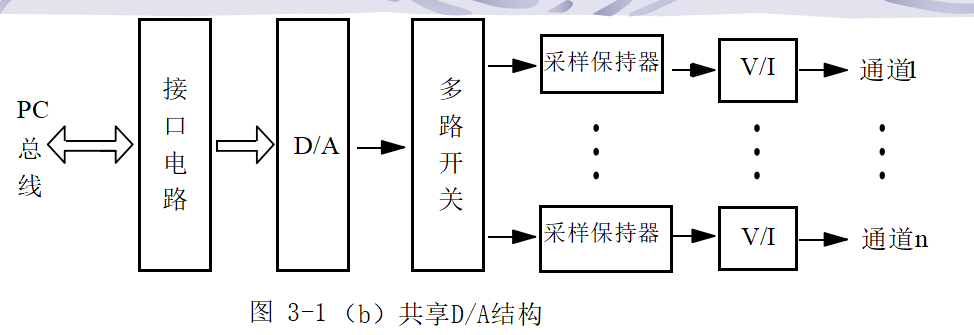 PC
总
线
接
口
电
路
D/A
多
路
开
关
采样保持器
V/I
通道1
采样保持器
V/I
通道n
图 3-1（b）共享D/A结构